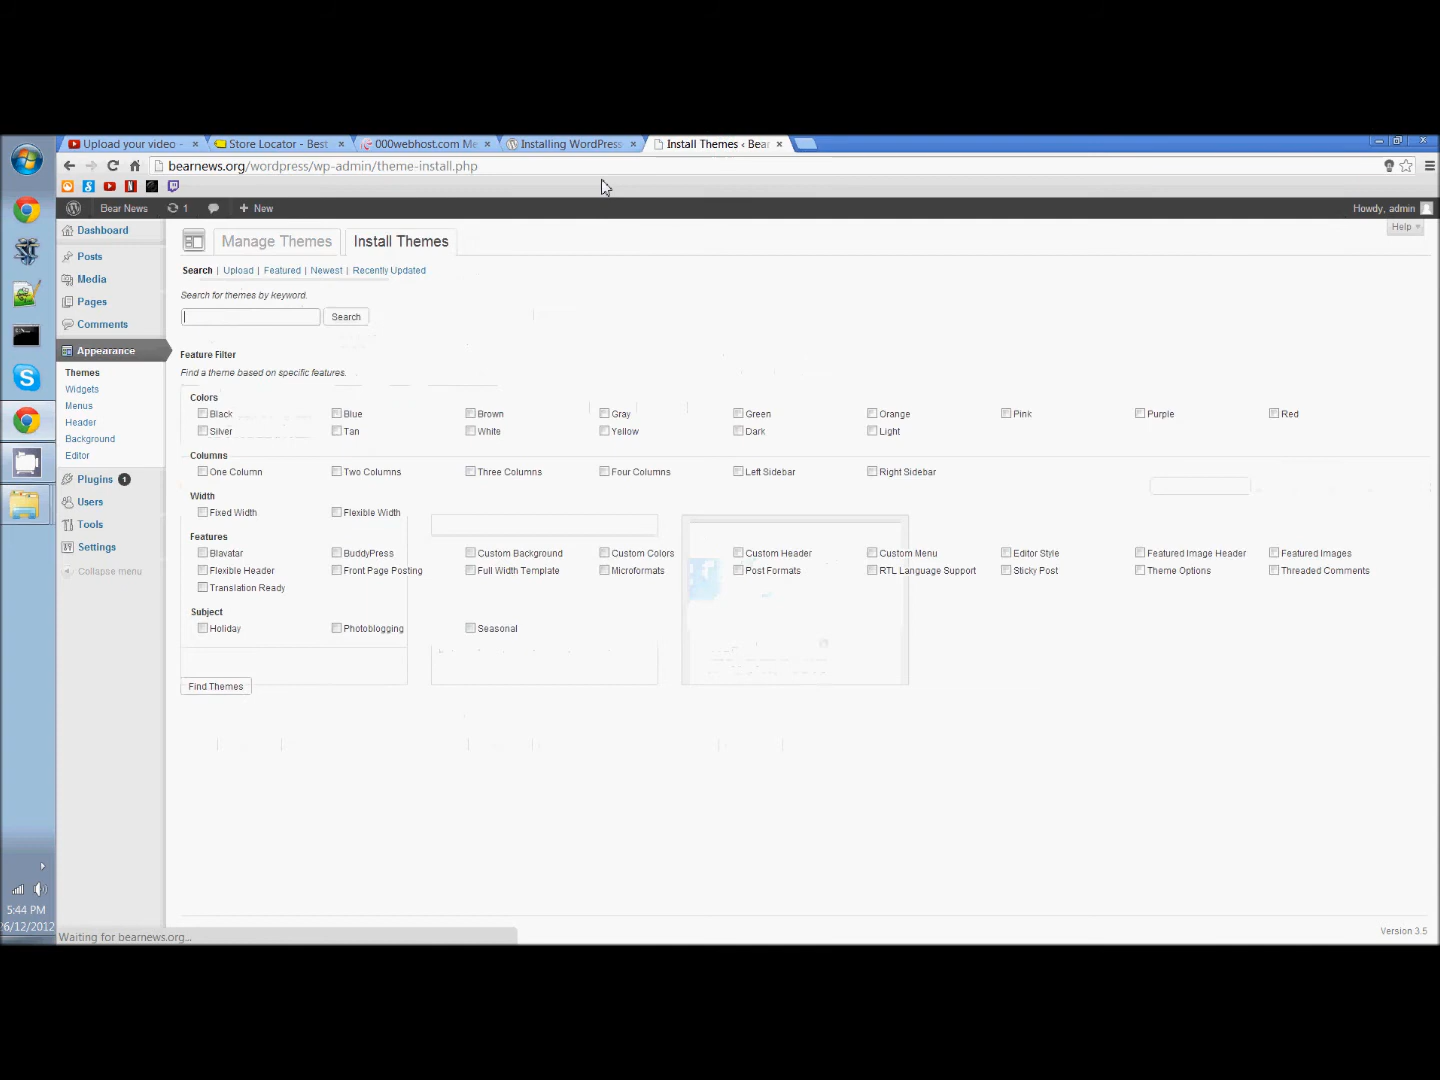 Upload your video -
Store Locator - Best
000webhost.com Me
Installing WordPress
Install Themes ‹ Bear
bearnews.org/wordpress/wp-admin/theme-install.php
Bear News 1 + New Howdy, admin
Help
Dashboard
Posts
Media
Pages
Comments
Appearance
Themes
Widgets
Menus
Header
Background
Editor
Plugins 1
Users
Tools
Settings
Collapse menu
Manage Themes Install Themes
Search | Upload | Featured | Newest | Recently Updated
Search for themes by keyword.
Search
Feature Filter
Find a theme based on specific features.
Colors
Black Blue Brown Gray Green Orange Pink Purple Red
Silver Tan White Yellow Dark Light
Columns
One Column Two Columns Three Columns Four Columns Left Sidebar Right Sidebar
Width
Fixed Width Flexible Width
Features
Blavatar BuddyPress Custom Background Custom Colors Custom Header Custom Menu Editor Style Featured Image Header Featured Images
Flexible Header Front Page Posting Full Width Template Microformats Post Formats RTL Language Support Sticky Post Theme Options Threaded Comments
Translation Ready
Subject
Holiday Photoblogging Seasonal
Find Themes
Version 3.5
5:44 PM
26/12/2012
Waiting for bearnews.org...